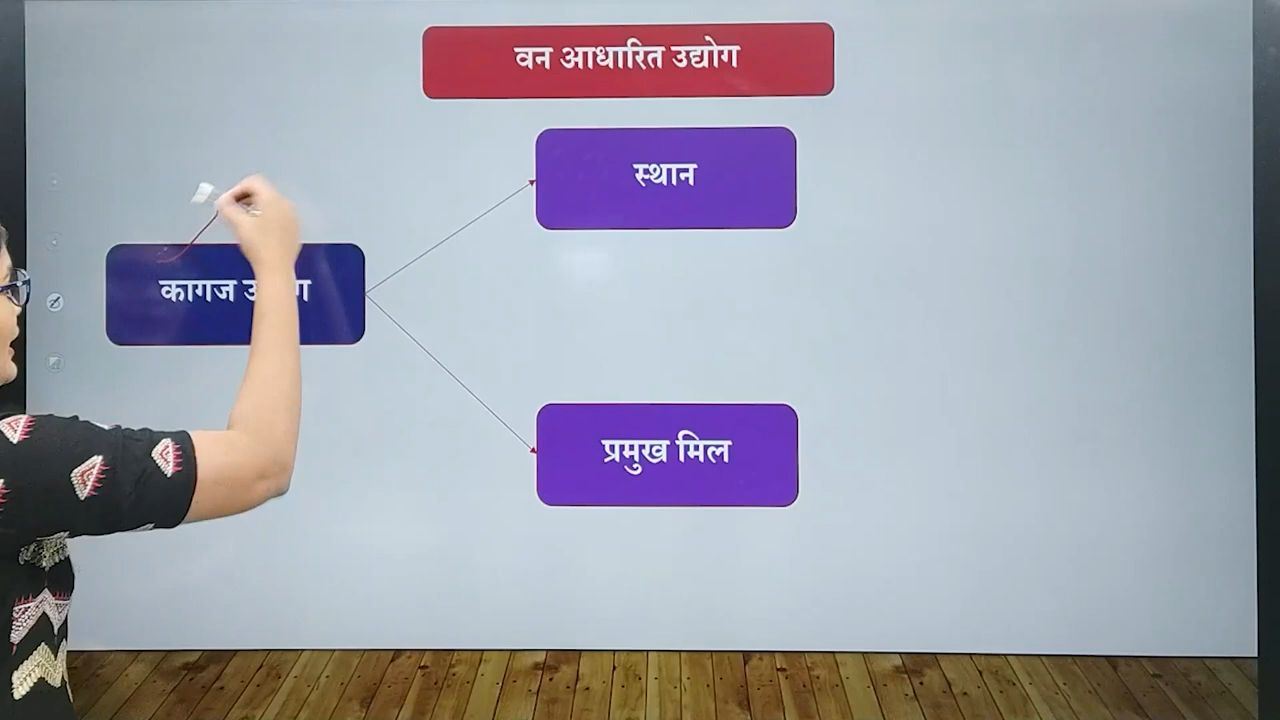 वन आधारित उद्योग
स्थान
कागज
प्रमुख मिल